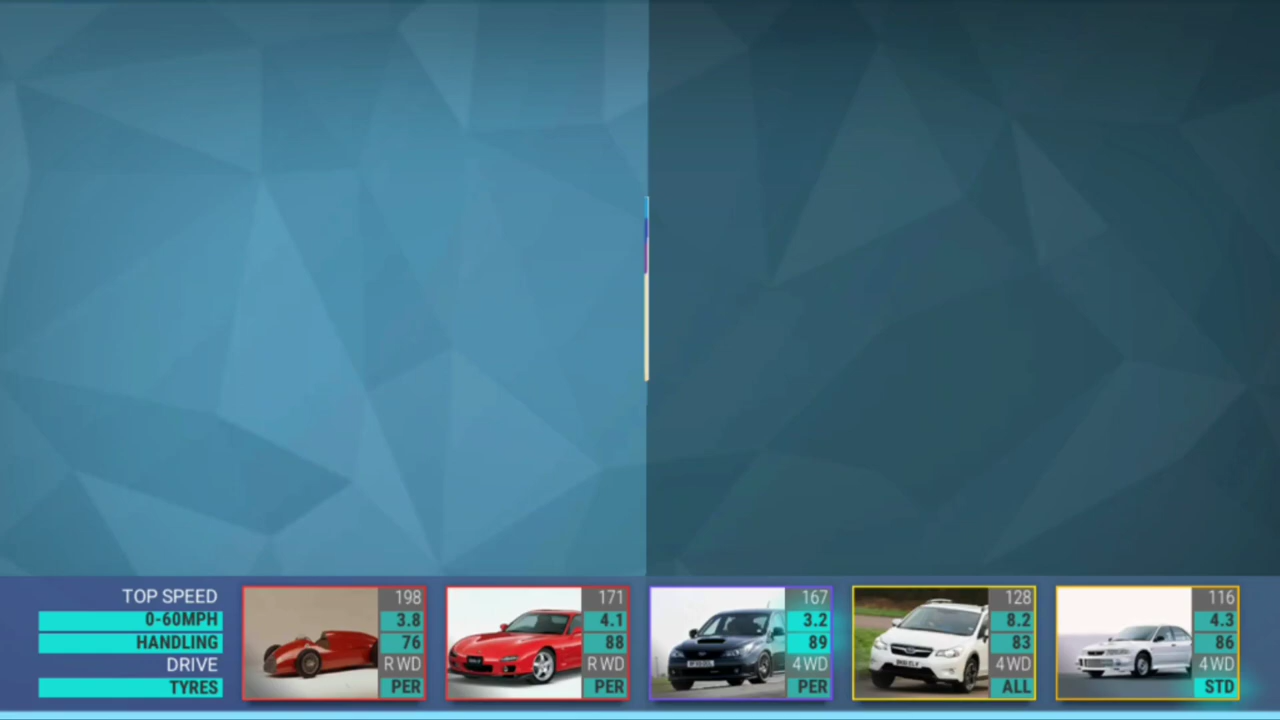 TOP SPEED
0-60MPH
HANDLING
DRIVE
TYRES
198
3.8
76
RWD
PER
171
4.1
88
RWD
PER
167
3.2
89
4WD
PER
128
8.2
83
4WD
ALL
116
4.3
86
4WD
STD